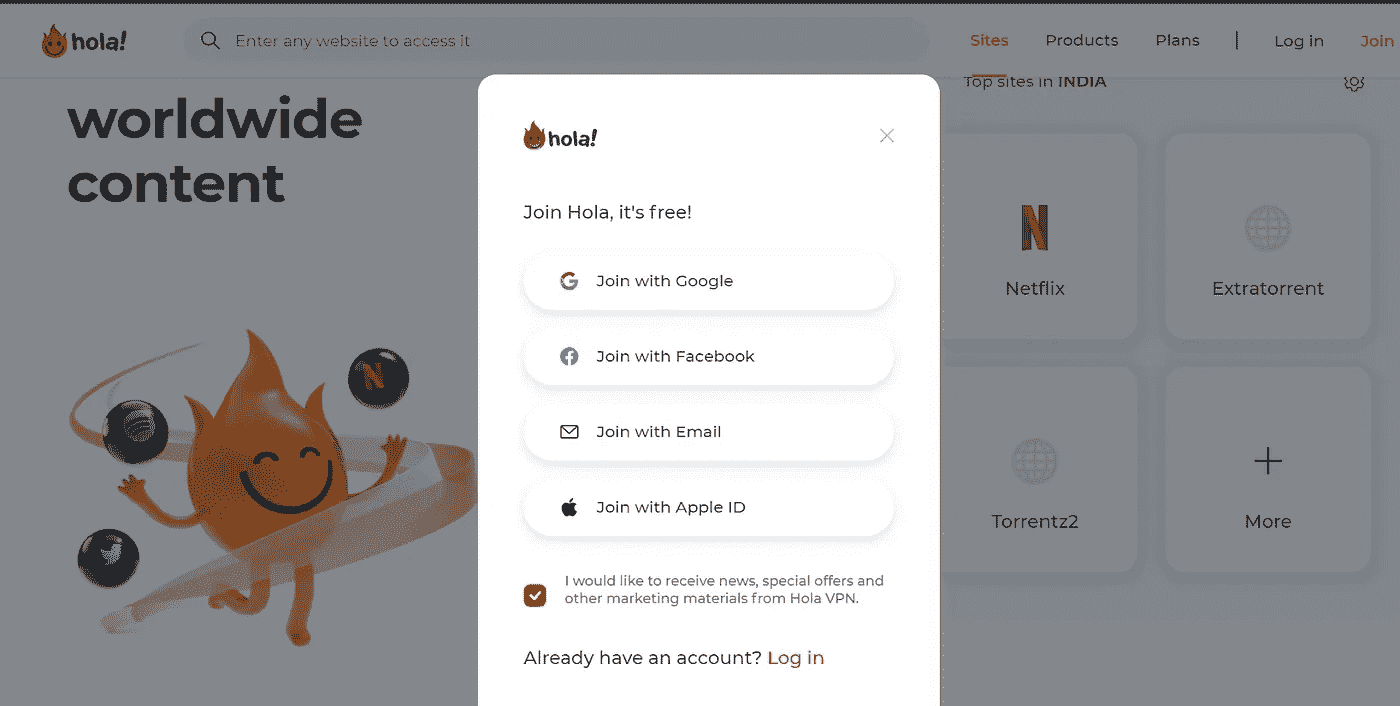 hola!
Enter any website to access it
Sites
Products
Plans
Log in
Join
worldwide
content
hola!
Join Hola, it's free!
Join with Google
Join with Facebook
Join with Email
Join with Apple ID
I would like to receive news, special offers and
other marketing materials from Hola VPN.
Already have an account? Log in
Top sites in INDIA
N
Netflix
Extratorrent
Torrentz2
More
N